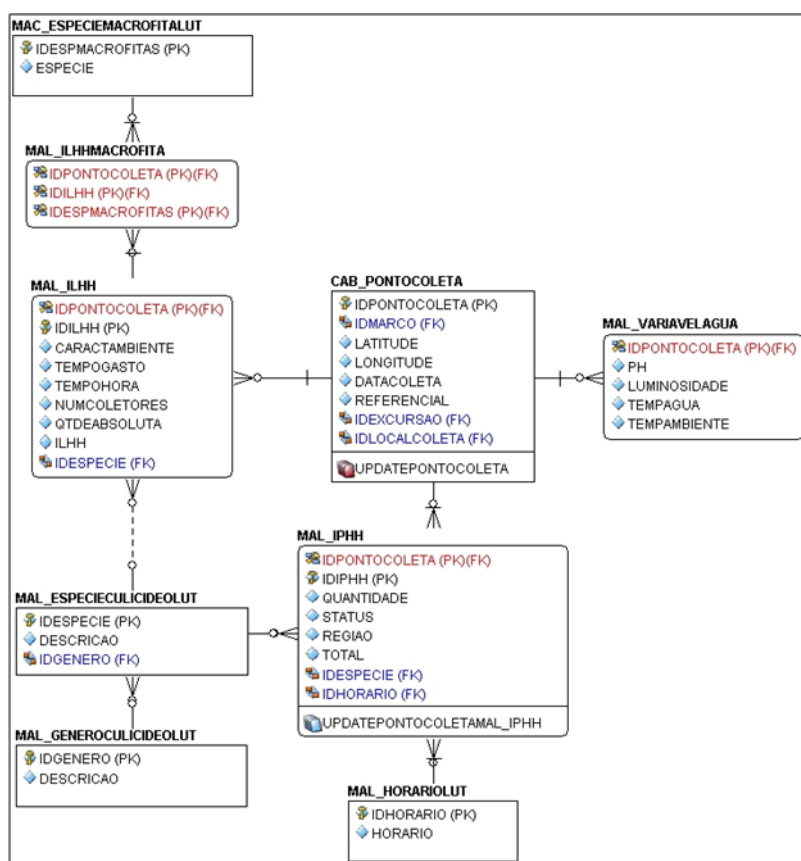 MAC_ESPECIEMACROFITALUT
IDESPMACROFITAS (PK)
ESPECIE
MAL_ILHHMACROFITA
IDPONTOCOLETA (PK)(FK)
IDILHH (PK)(FK)
IDESPMACROFITAS (PK)(FK)
MAL_ILHH
IDPONTOCOLETA (PK)(FK)
IDILHH (PK)
CARACTAMBIENTE
TEMPOGASTO
TEMPOHORA
NUMCOLETORES
QTDEABSOLUTA
ILHH
IDESPECIE (FK)
CAB_PONTOCOLETA
IDPONTOCOLETA (PK)
IDMARCO (FK)
LATITUDE
LONGITUDE
DATACOLETA
REFERENCIAL
IDEXCURSAO (FK)
IDLOCALCOLETA (FK)
UPDATEPONTOCOLETA
MAL_VARIAVELAGUA
IDPONTOCOLETA (PK)(FK)
PH
LUMINOSIDADE
TEMPAGUA
TEMPAMBIENTE
MAL_IPHH
IDPONTOCOLETA (PK)(FK)
IDIPHH (PK)
QUANTIDADE
STATUS
REGIAO
TOTAL
IDESPECIE (FK)
IDHORARIO (FK)
UPDATEPONTOCOLETAMAL_IPHH
MAL_ESPECIECULICIDEOLUT
IDESPECIE (PK)
DESCRICAO
IDGENERO (FK)
MAL_GENEROCULICIDEOLUT
IDGENERO (PK)
DESCRICAO
MAL_HORARIOLUT
IDHORARIO (PK)
HORARIO